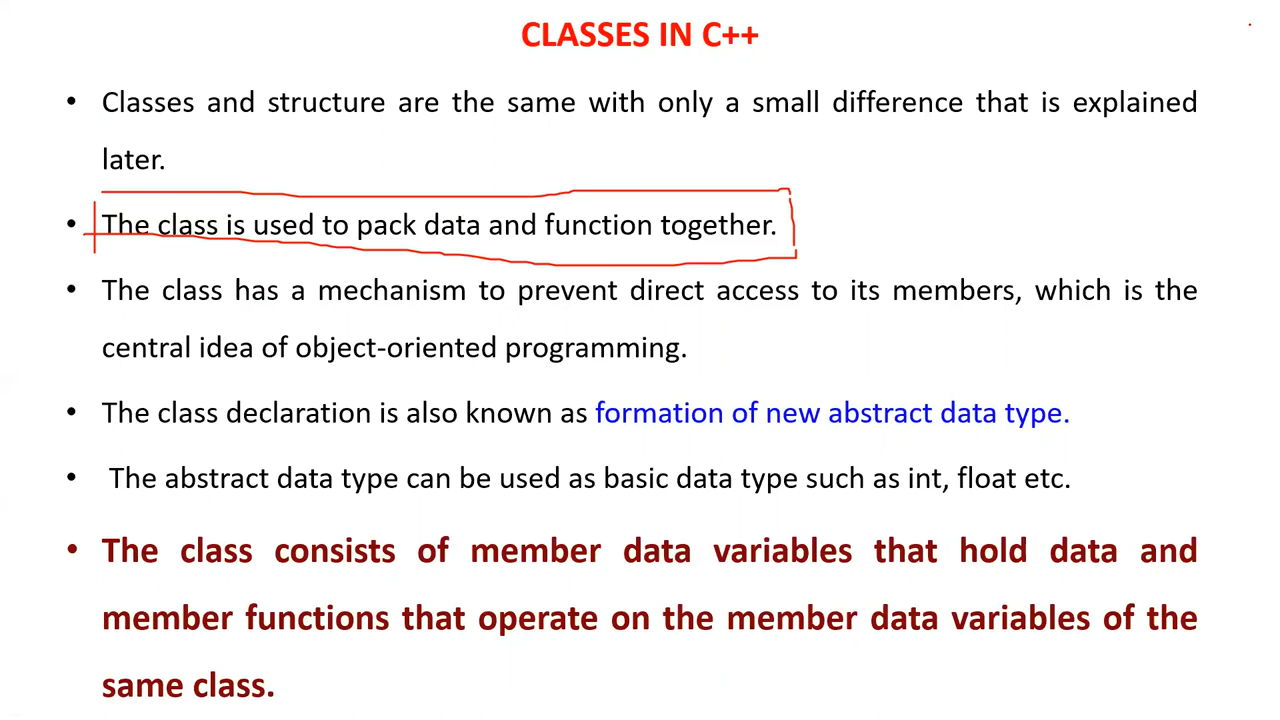 CLASSES IN C++
• Classes and structure are the same with only a small difference that is explained
later.
• The class is used to pack data and function together.
• The class has a mechanism to prevent direct access to its members, which is the
central idea of object-oriented programming.
• The class declaration is also known as formation of new abstract data type.
• The abstract data type can be used as basic data type such as int, float etc.
• The class consists of member data variables that hold data and
member functions that operate on the member data variables of the
same class.